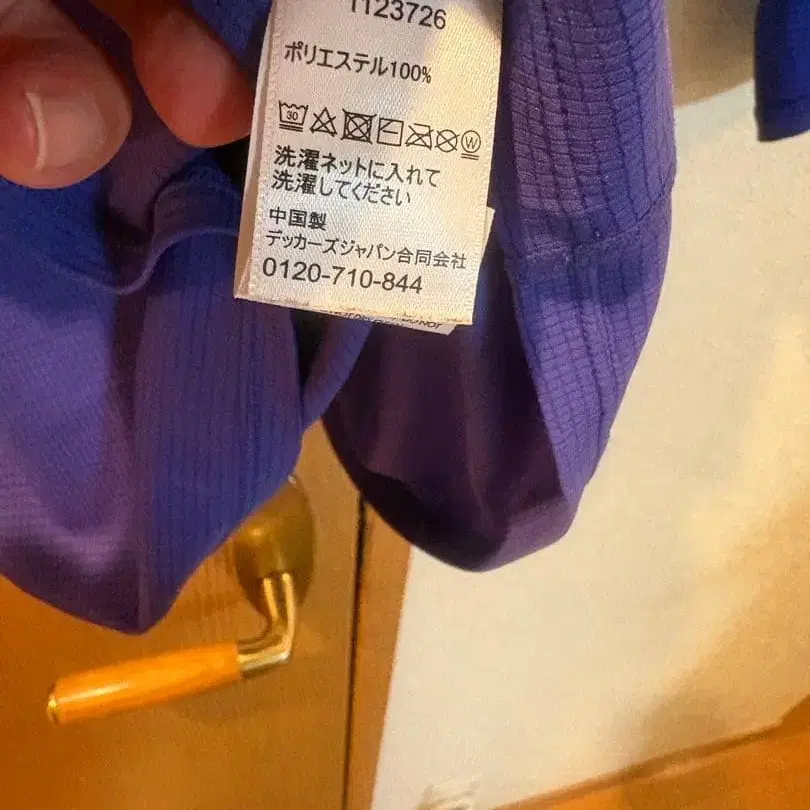 1123726
ポリエステル100%
30 W
洗濯ネットに入れて
洗濯してください
中国製
デッカーズジャパン合同会社
0120-710-844